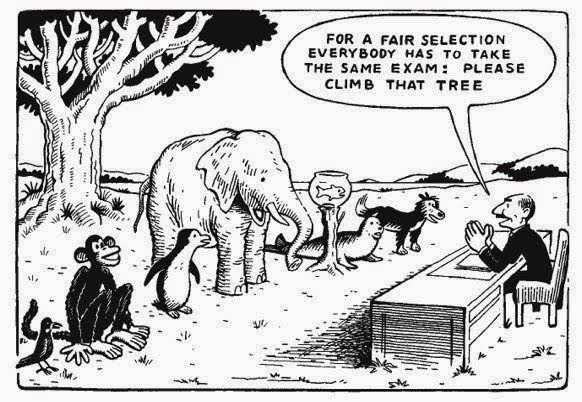 FOR A FAIR SELECTION
EVERYBODY HAS TO TAKE
THE SAME EXAM: PLEASE
CLIMB THAT TREE